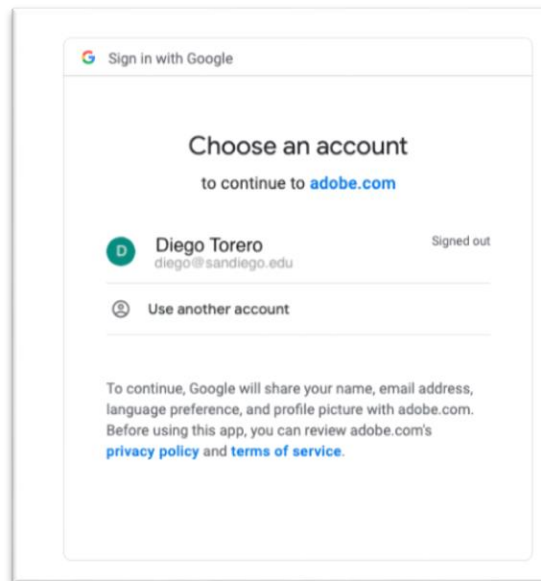 Sign in with Google
Choose an account
to continue to adobe.com
D
Diego Torero
Signed out
diego@sandiego.edu
Use another account
To continue, Google will share your name, email address,
language preference, and profile picture with adobe.com.
Before using this app, you can review adobe.com's
privacy policy and terms of service.